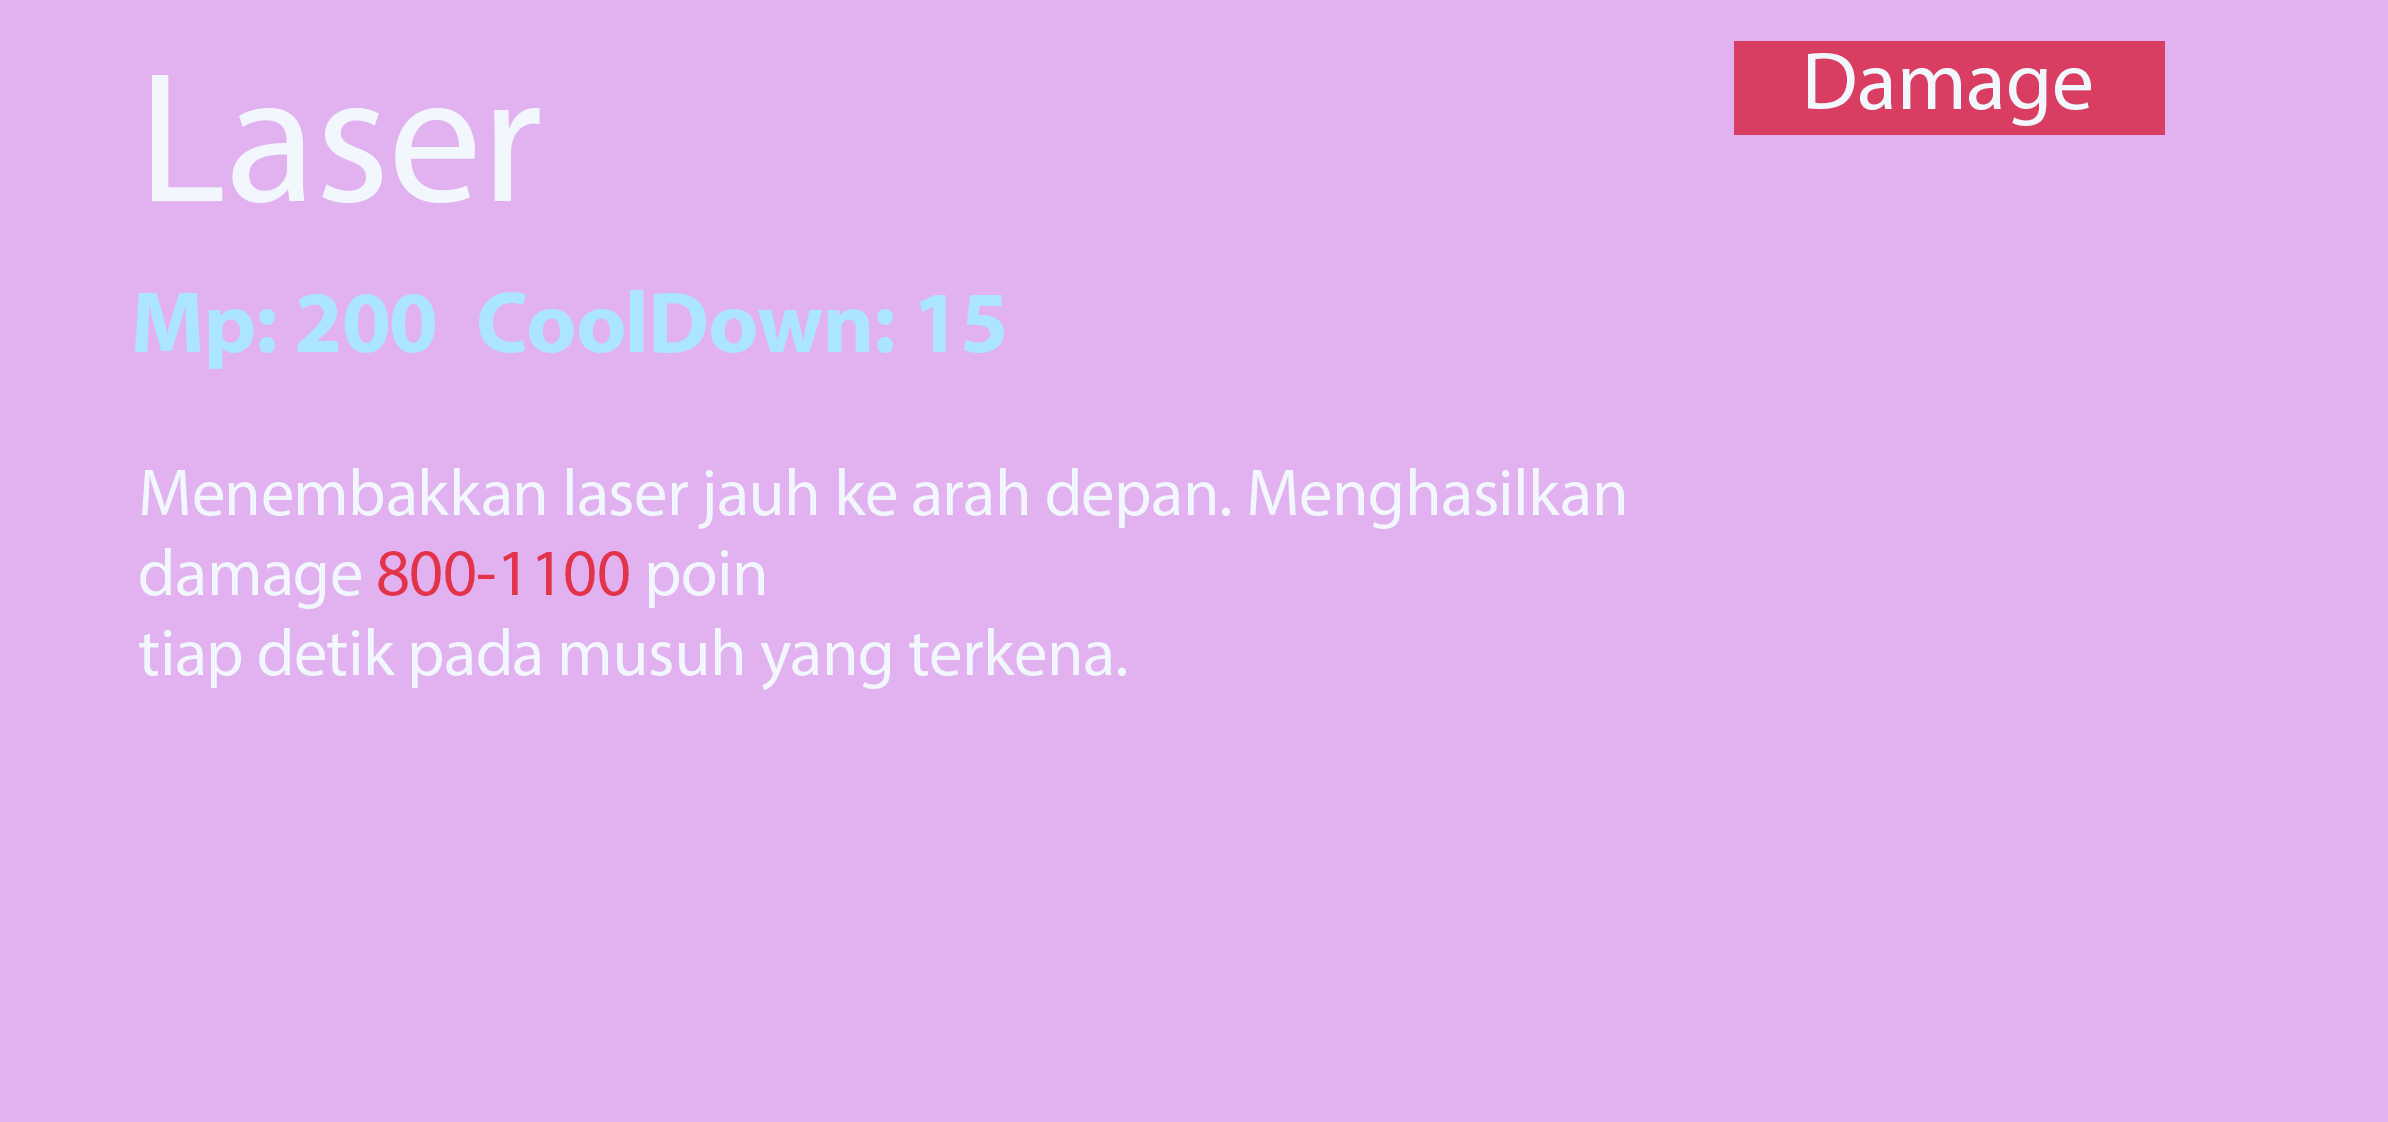 Laser
Damage
Mp: 200 CoolDown: 15
Menembakkan laser jauh ke arah depan. Menghasilkan
damage 800-1100 poin
tiap detik pada musuh yang terkena.